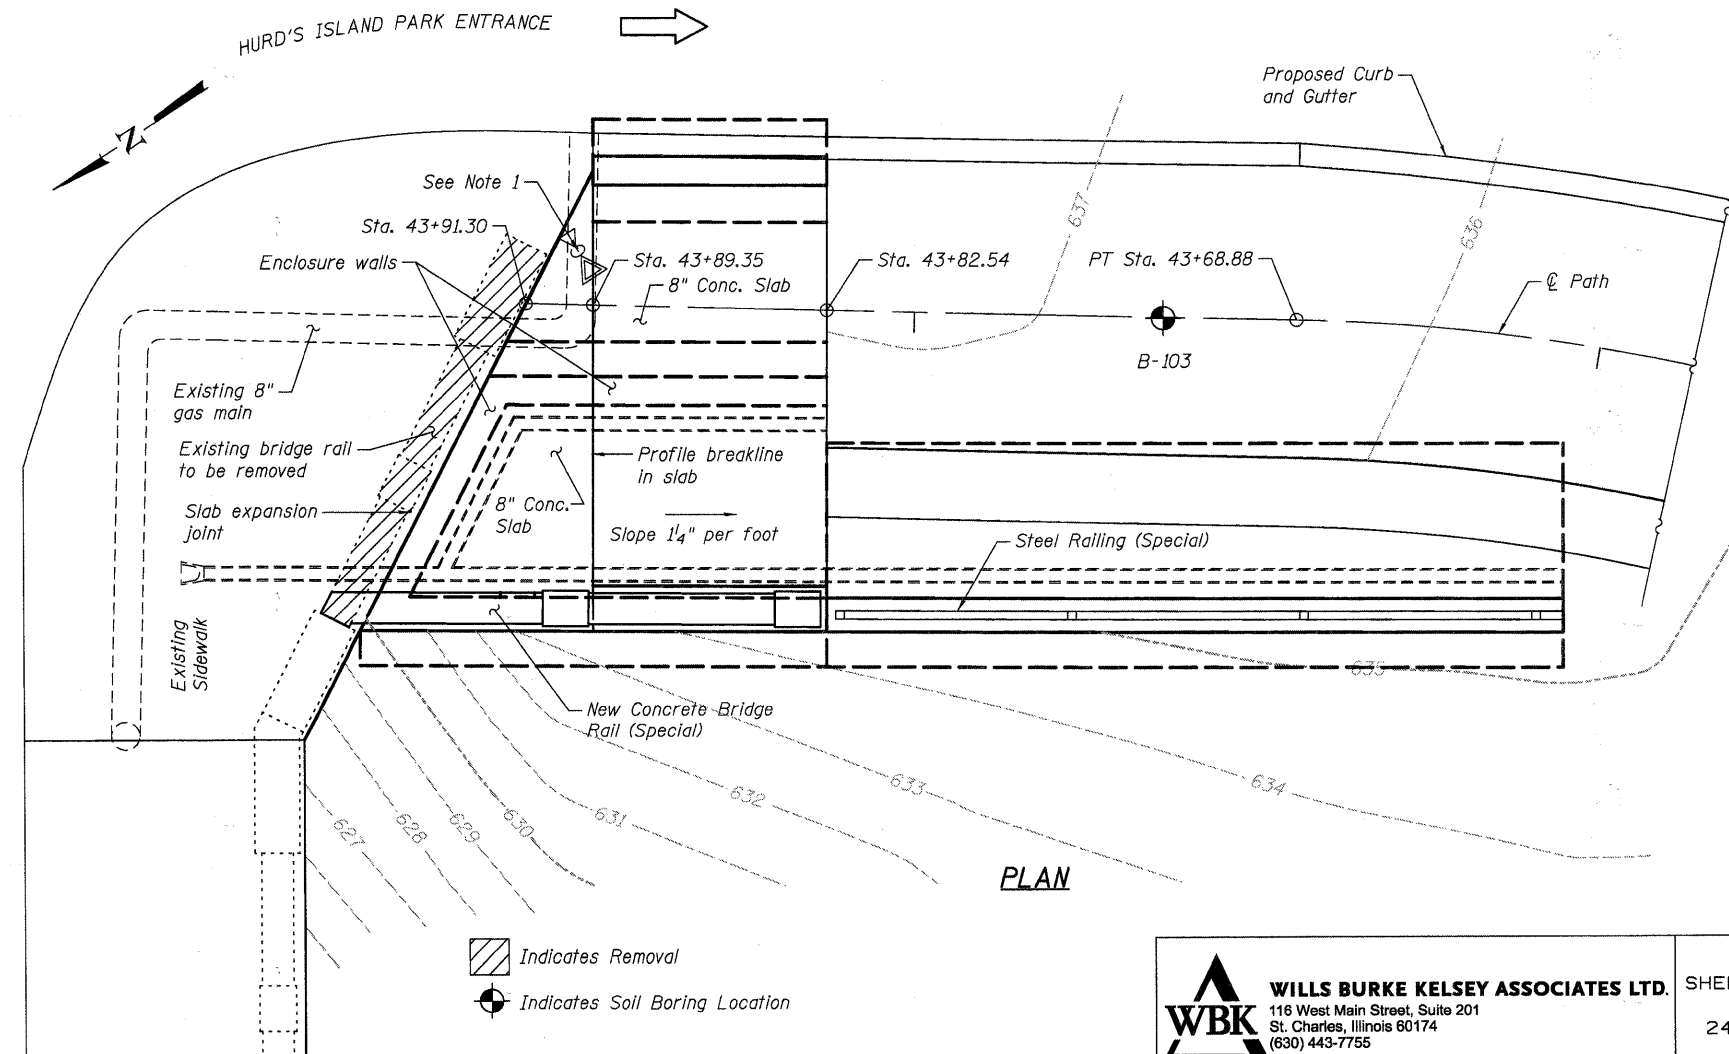 HURD'S ISLAND PARK ENTRANCE
N
Proposed Curb
and Gutter
See Note 1
637
636
Sta. 43+91.30
Enclosure walls
Sta. 43+89.35
8" Conc. Slab
Sta. 43+82.54
PT Sta. 43+68.88
℄ Path
B-103
Existing 8"
gas main
Existing bridge rail
to be removed
Profile breakline
in slab
Slab expansion
joint
8" Conc.
Slab
Slope 1¼" per foot
Steel Railing (Special)
Existing
Sidewalk
635
New Concrete Bridge
Rail (Special)
627
628
629
630
631
632
633
634
PLAN
Indicates Removal
Indicates Soil Boring Location
WBK
WILLS BURKE KELSEY ASSOCIATES LTD.
116 West Main Street, Suite 201
St. Charles, Illinois 60174
(630) 443-7755
24